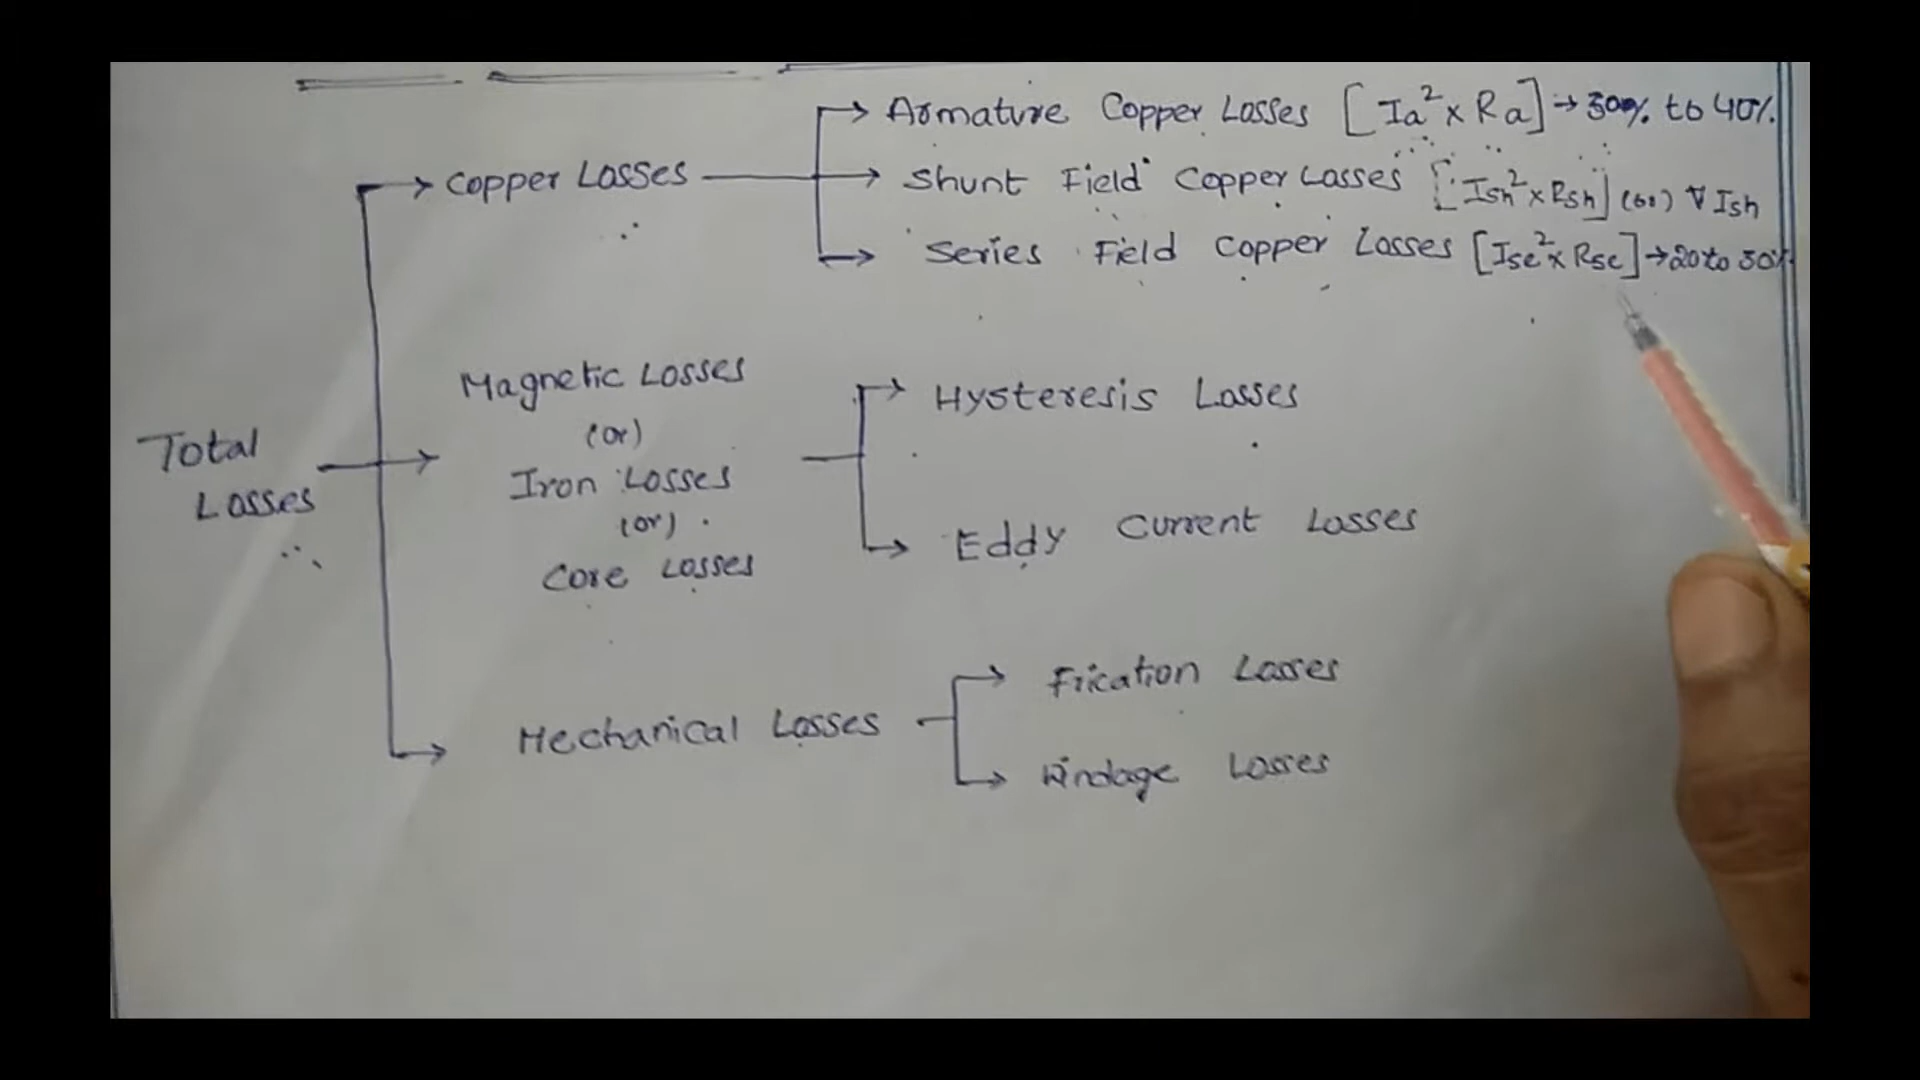 Armature Copper Losses [Ia² x Ra] → 30% to 40%
Copper Losses
Shunt Field Copper Losses [Ish² x Rsh] (or) V Ish
Series Field Copper Losses [Ise² x Rse] → 20 to 30%
Magnetic Losses
(or)
Iron Losses
(or)
Core Losses
Hysteresis Losses
Total
Losses
Eddy Current Losses
Frication Losses
Mechanical Losses
Windage Losses